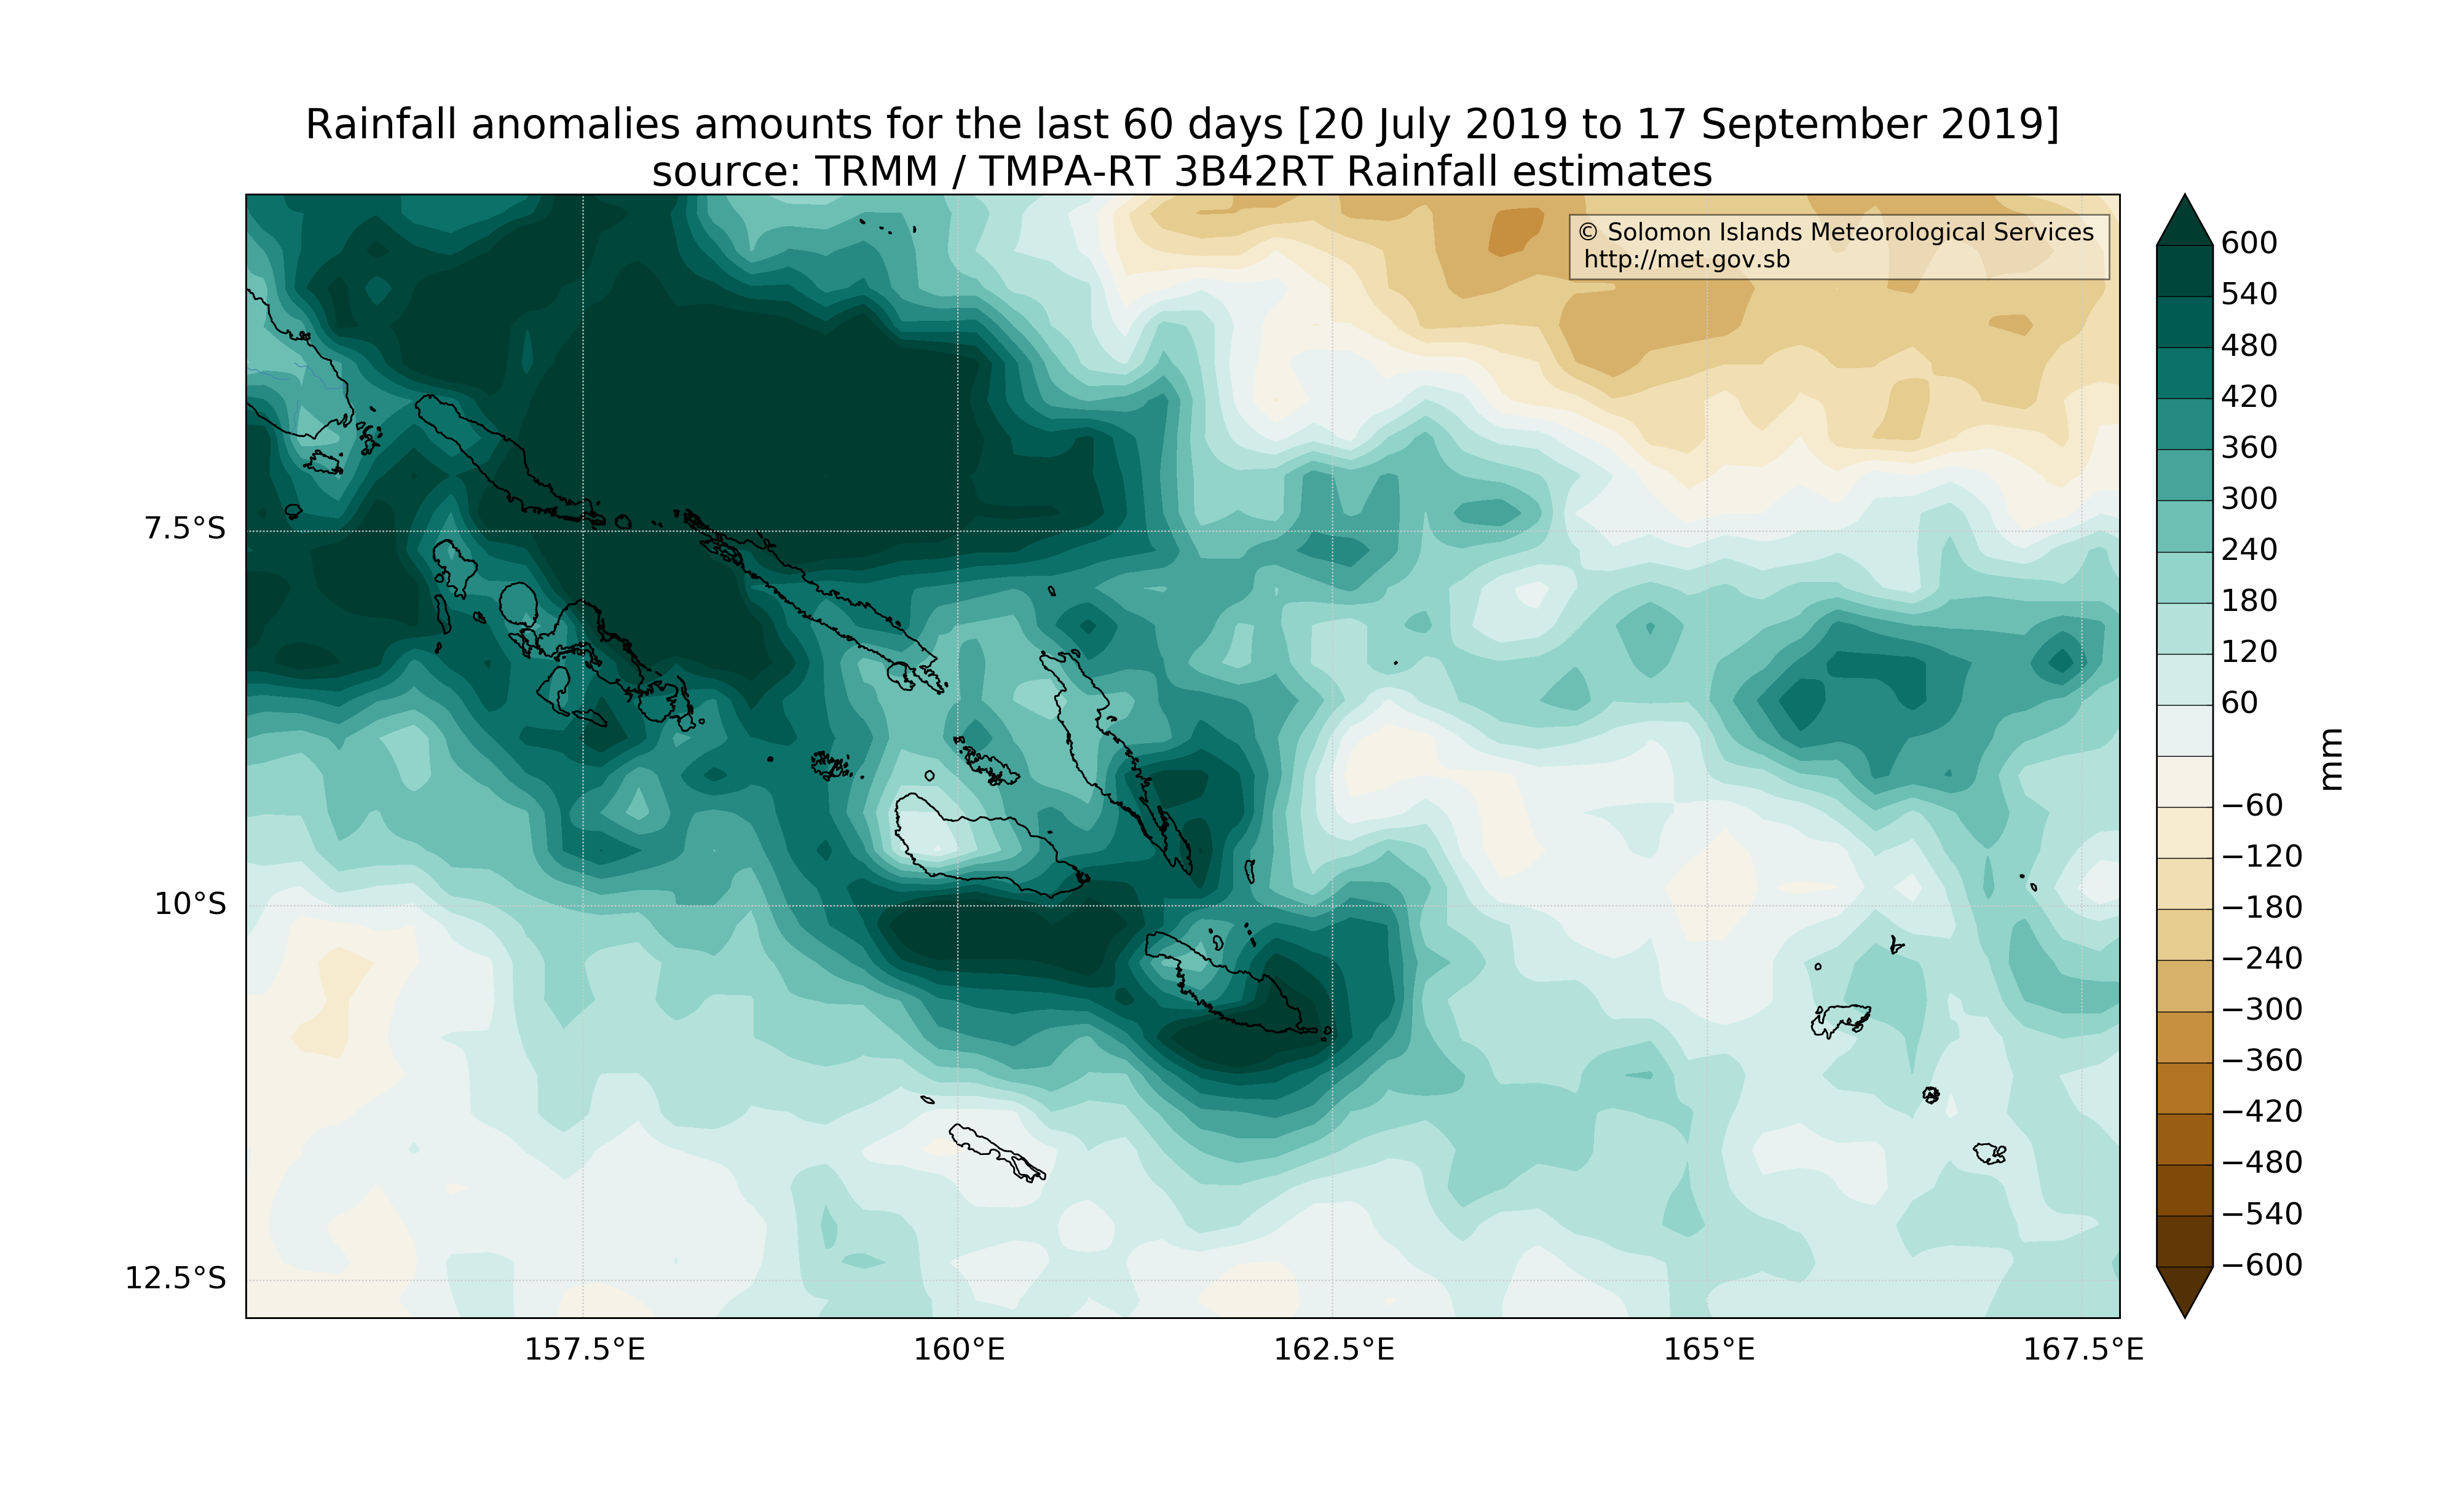 Rainfall anomalies amounts for the last 60 days [20 July 2019 to 17 September 2019]
source: TRMM / TMPA-RT 3B42RT Rainfall estimates
© Solomon Islands Meteorological Services
http://met.gov.sb
7.5°S
10°S
12.5°S
157.5°E
160°E
162.5°E
165°E
167.5°E
600
540
480
420
360
300
240
180
120
60
−60
−120
−180
−240
−300
−360
−420
−480
−540
−600
mm